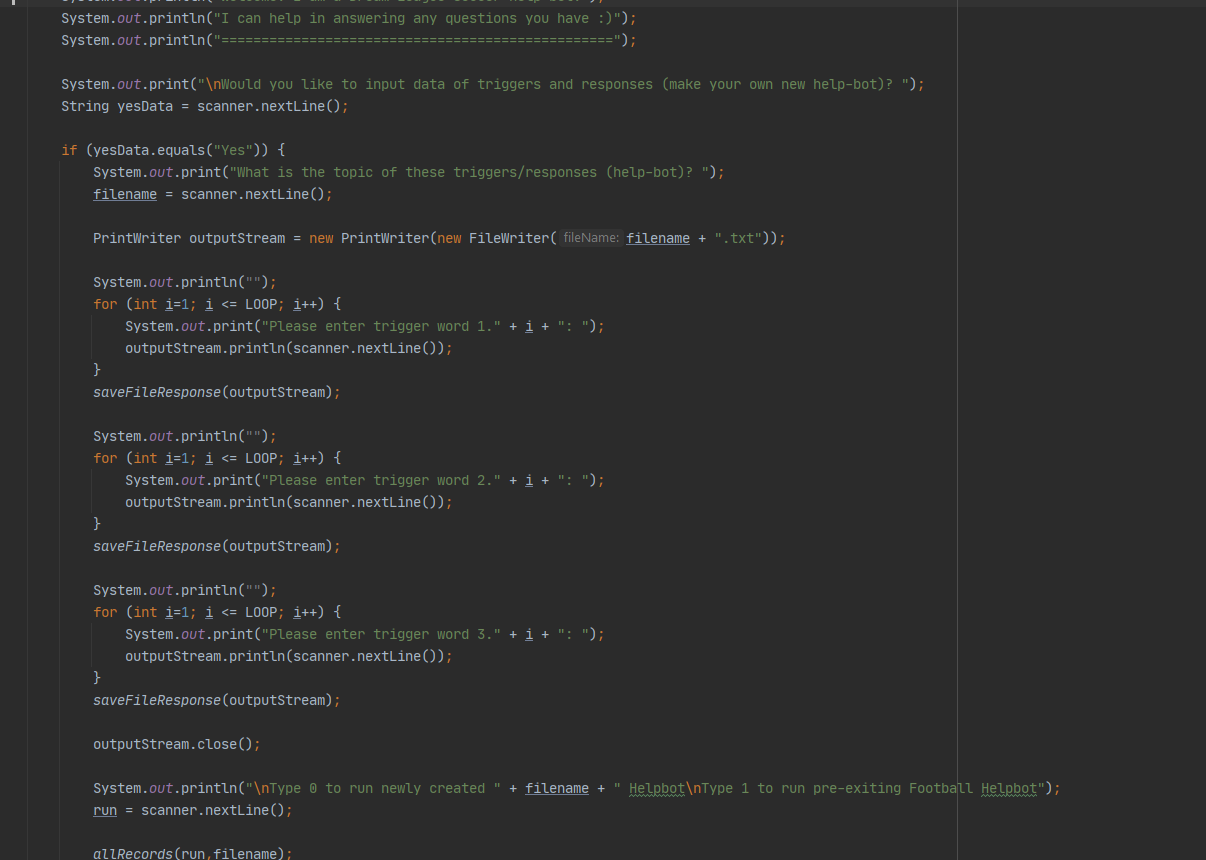 System.out.println("I can help in answering any questions you have :)");
System.out.println("=================================================");
System.out.print("\nWould you like to input data of triggers and responses (make your own new help-bot)? ");
String yesData = scanner.nextLine();
if (yesData.equals("Yes")) {
System.out.print("What is the topic of these triggers/responses (help-bot)? ");
filename = scanner.nextLine();
PrintWriter outputStream = new PrintWriter(new FileWriter( fileName: filename + ".txt"));
System.out.println("");
for (int i=1; i <= LOOP; i++) {
System.out.print("Please enter trigger word 1." + i + ": ");
outputStream.println(scanner.nextLine());
}
saveFileResponse(outputStream);
System.out.println("");
for (int i=1; i <= LOOP; i++) {
System.out.print("Please enter trigger word 2." + i + ": ");
outputStream.println(scanner.nextLine());
}
saveFileResponse(outputStream);
System.out.println("");
for (int i=1; i <= LOOP; i++) {
System.out.print("Please enter trigger word 3." + i + ": ");
outputStream.println(scanner.nextLine());
}
saveFileResponse(outputStream);
outputStream.close();
System.out.println("\nType 0 to run newly created " + filename + " Helpbot\nType 1 to run pre-exiting Football Helpbot");
run = scanner.nextLine();
allRecords(run,filename);